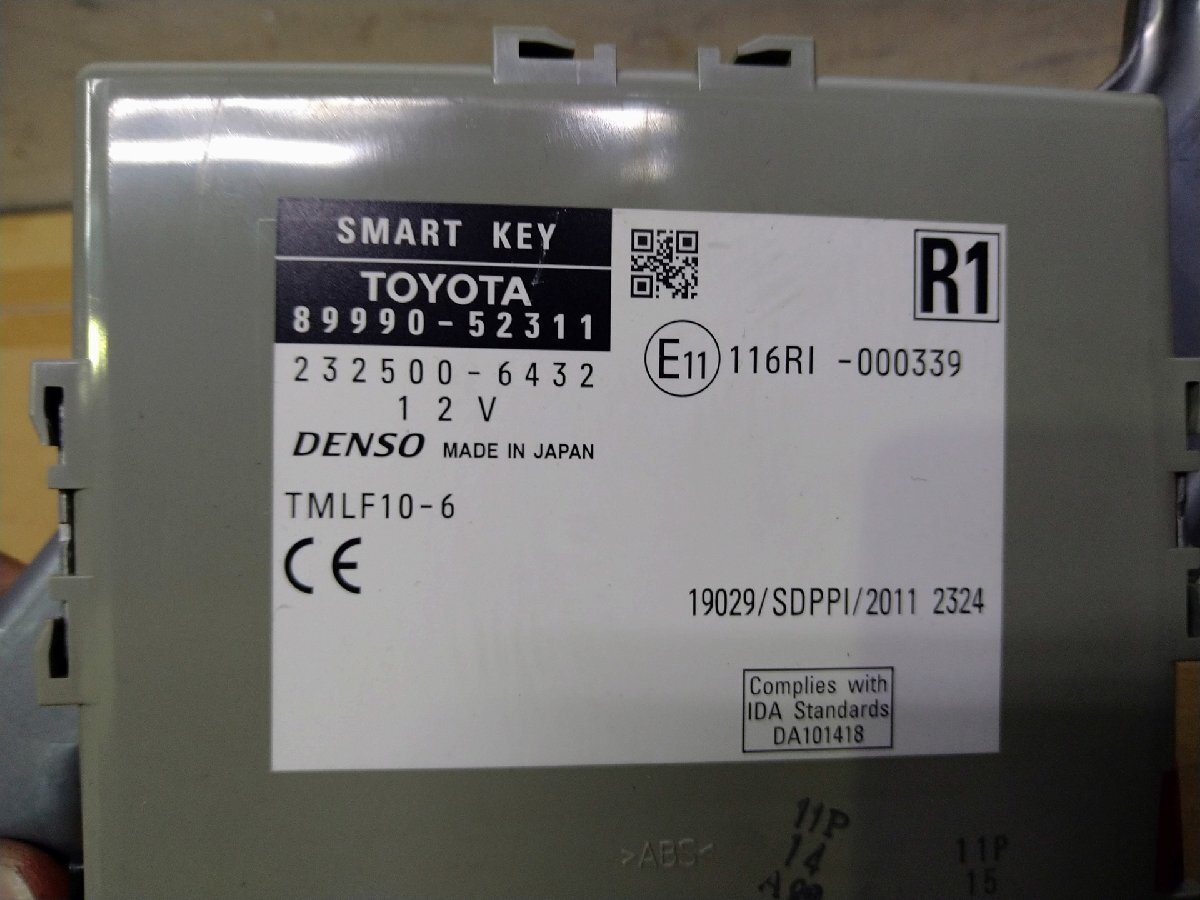 SMART KEY
TOYOTA
89990-52311
232500-6432
12V
DENSO MADE IN JAPAN
TMLF10-6
CE
R1
E11 116RI -000339
19029/SDPPI/2011 2324
Complies with
IDA Standards
DA101418
>ABS<
11P
14
11P
15